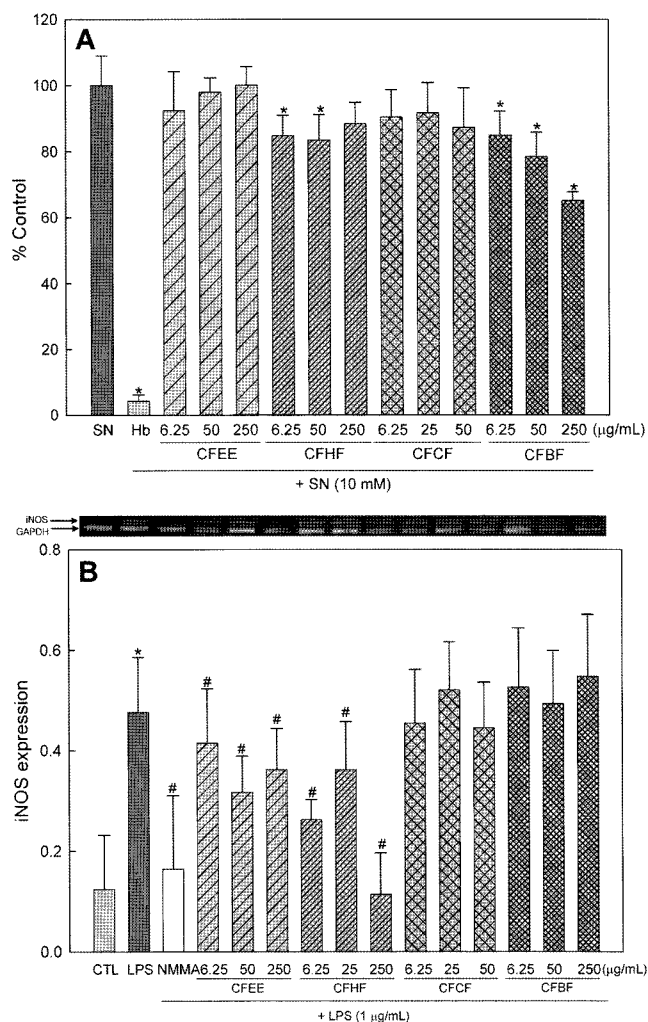 A
% Control
120
100
80
60
40
20
0
* * * * * *
SN Hb 6.25 50 250 6.25 50 250 6.25 25 50 6.25 50 250 (μg/mL)
CFEE CFHF CFCF CFBF
+ SN (10 mM)
iNOS
GAPDH
B
iNOS expression
0.8
0.6
0.4
0.2
0.0
* # # # # # # #
CTL LPS NMMA 6.25 50 250 6.25 25 250 6.25 25 50 6.25 50 250 (μg/mL)
CFEE CFHF CFCF CFBF
+ LPS (1 μg/mL)